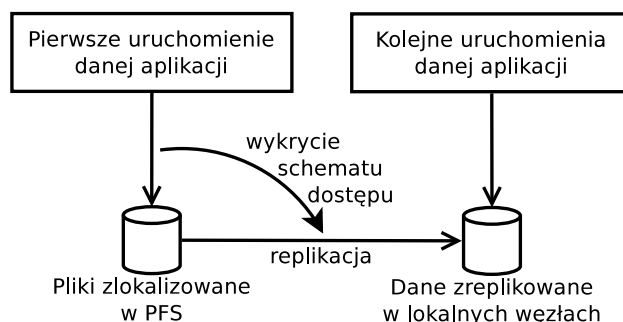 Pierwsze uruchomienie
danej aplikacji
Kolejne uruchomienia
danej aplikacji
wykrycie
schematu
dostępu
replikacja
Pliki zlokalizowane
w PFS
Dane zreplikowane
w lokalnych wezłach